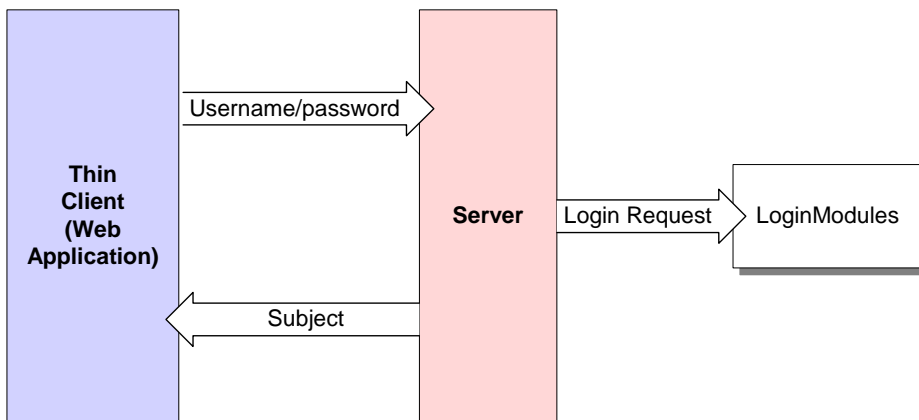 Username/password
Thin
Client
(Web
Application)
Server
Login Request
LoginModules
Subject